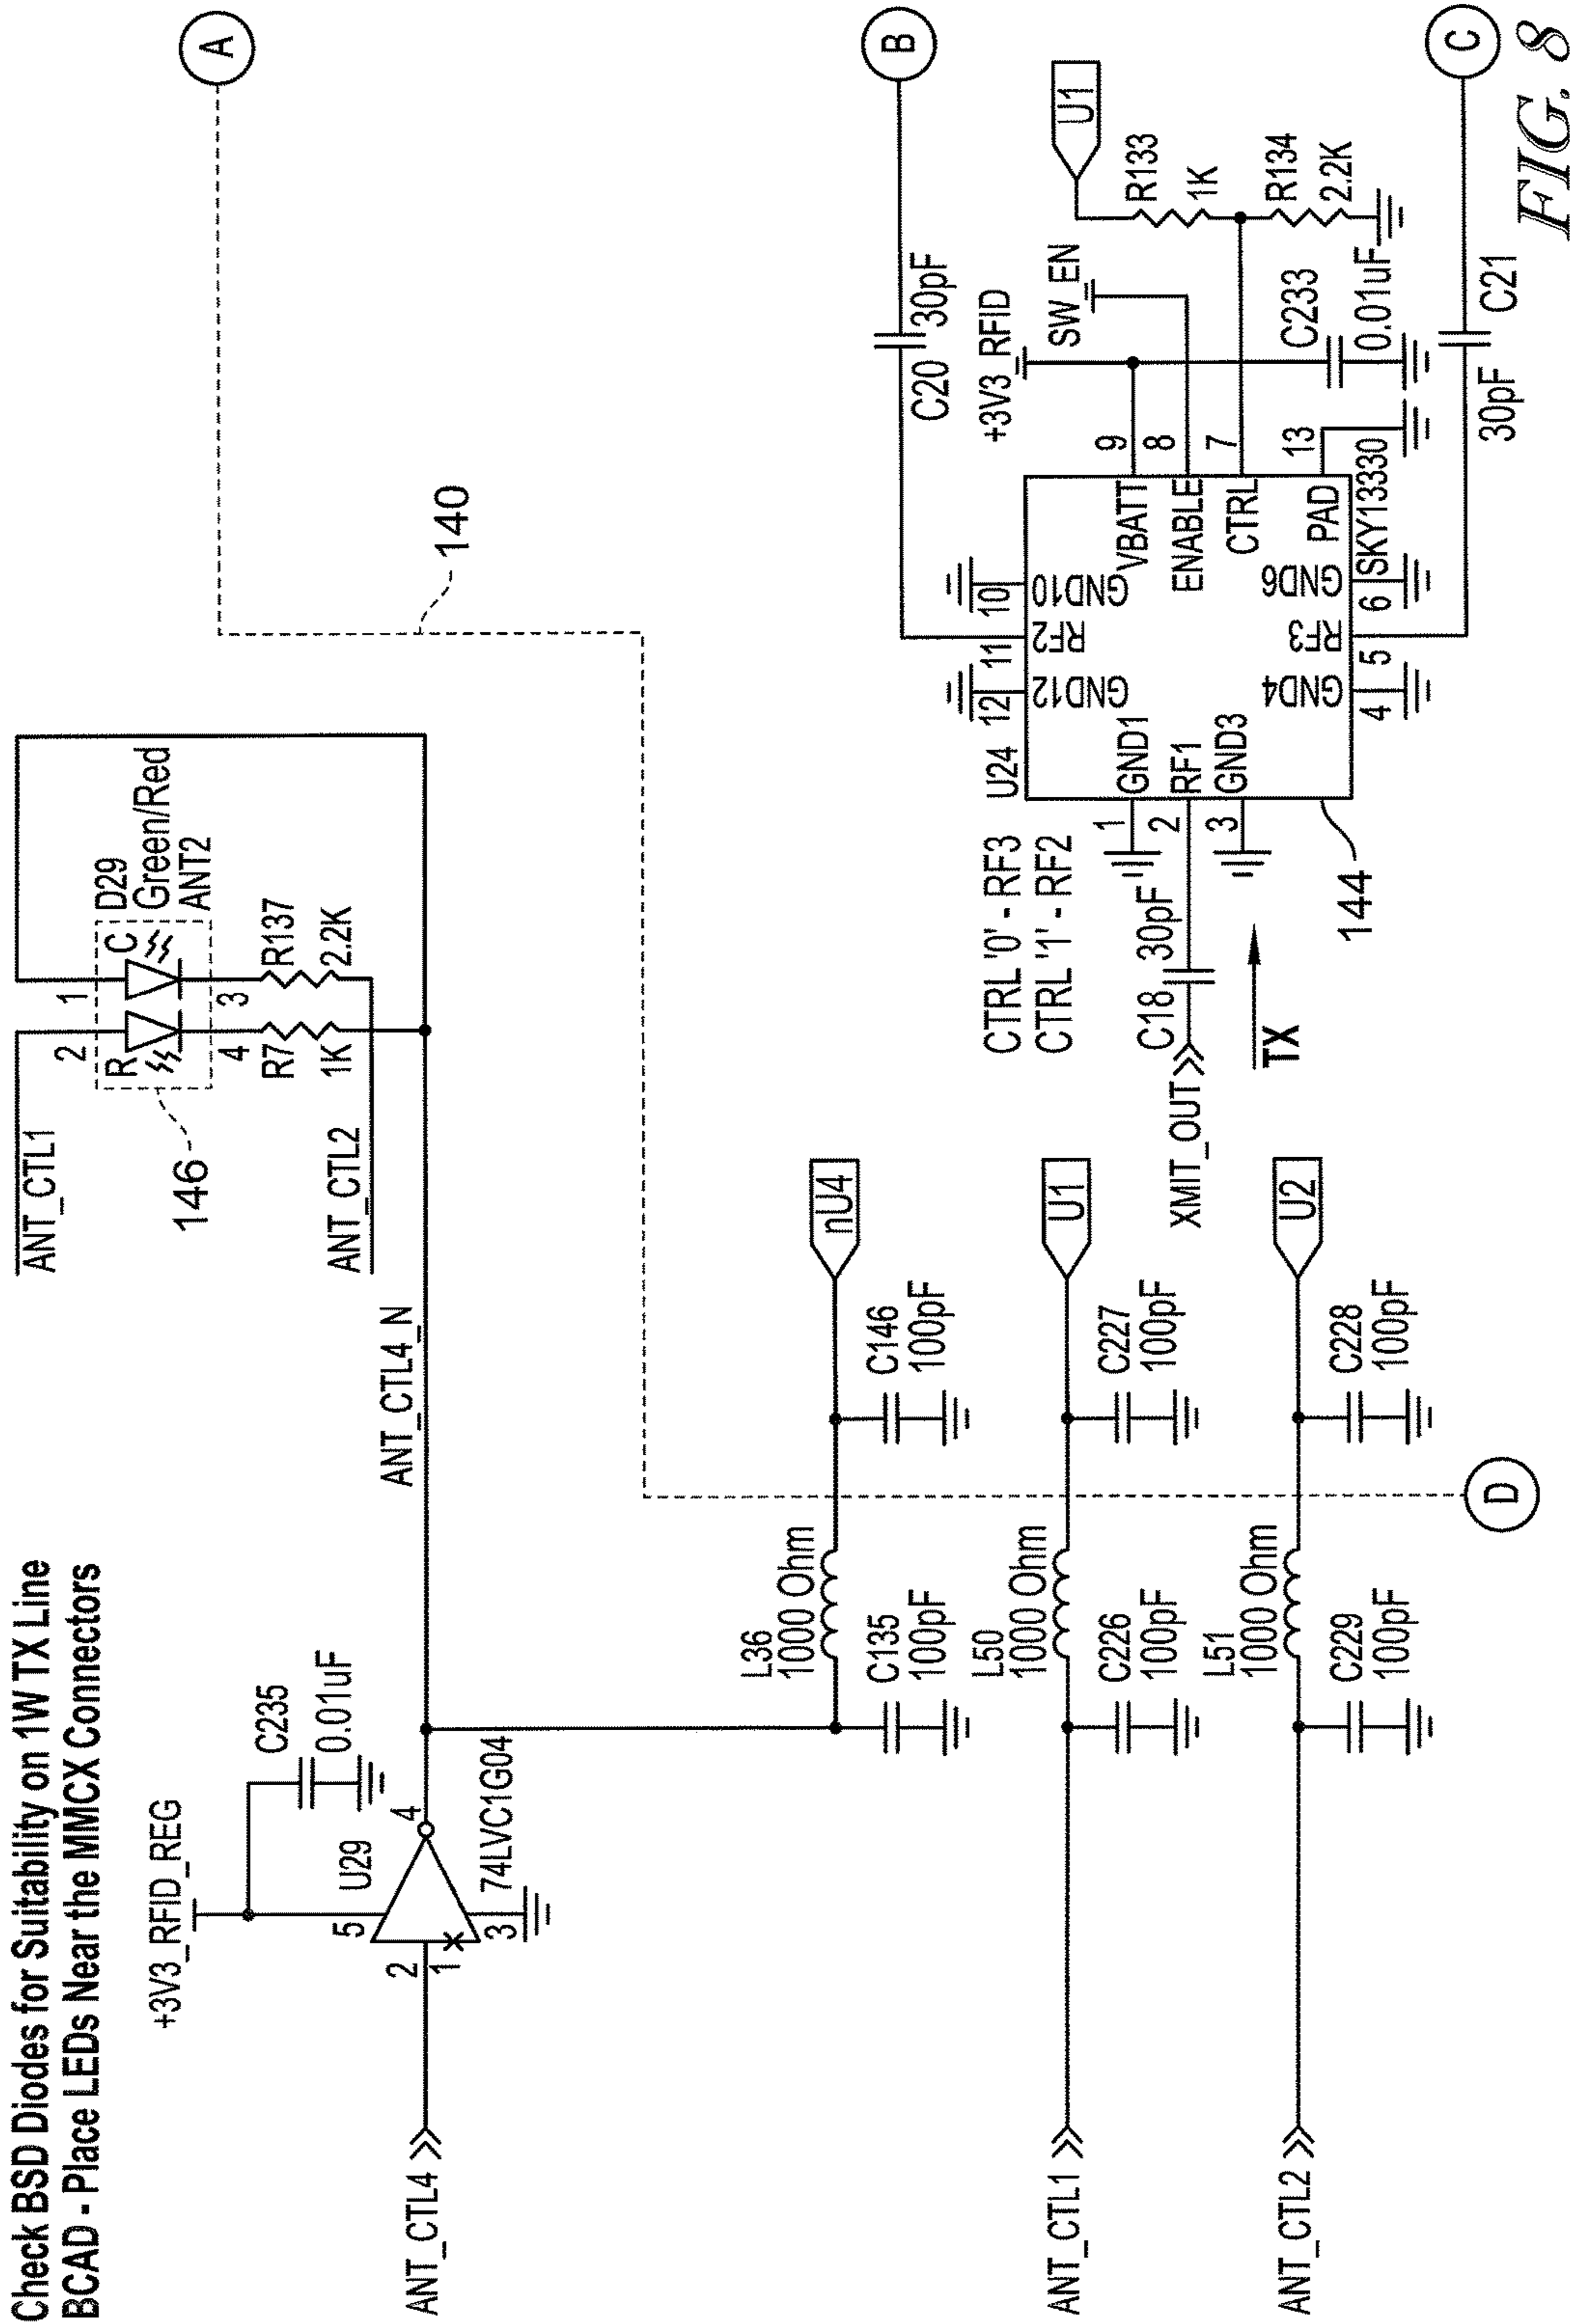 Check BSD Diodes for Suitability on 1W TX Line
BCAD - Place LEDs Near the MMCX Connectors
+3V3_RFID_REG
C235
0.01uF
5
U29
4
2
1
3
74LVC1G04
ANT_CTL4
ANT_CTL4_N
ANT_CTL1
2
1
R
C
D29
Green/Red
ANT2
146
4
3
R7
1K
R137
2.2K
ANT_CTL2
A
140
L36
1000 Ohm
C135
100pF
C146
100pF
nU4
ANT_CTL1
L50
1000 Ohm
C226
100pF
C227
100pF
U1
ANT_CTL2
L51
1000 Ohm
C229
100pF
C228
100pF
U2
D
CTRL '0' - RF3
CTRL '1' - RF2
XMIT_OUT
C18
30pF
TX
144
U24
1
GND1
2
RF1
3
GND3
12
GND12
11
RF2
10
GND10
4
GND4
5
RF3
6
GND6
VBATT
9
ENABLE
8
CTRL
7
PAD
13
SKY13330
C20
30pF
B
+3V3_RFID
SW_EN
U1
R133
1K
R134
2.2K
C233
0.01uF
30pF
C21
C
FIG. 8